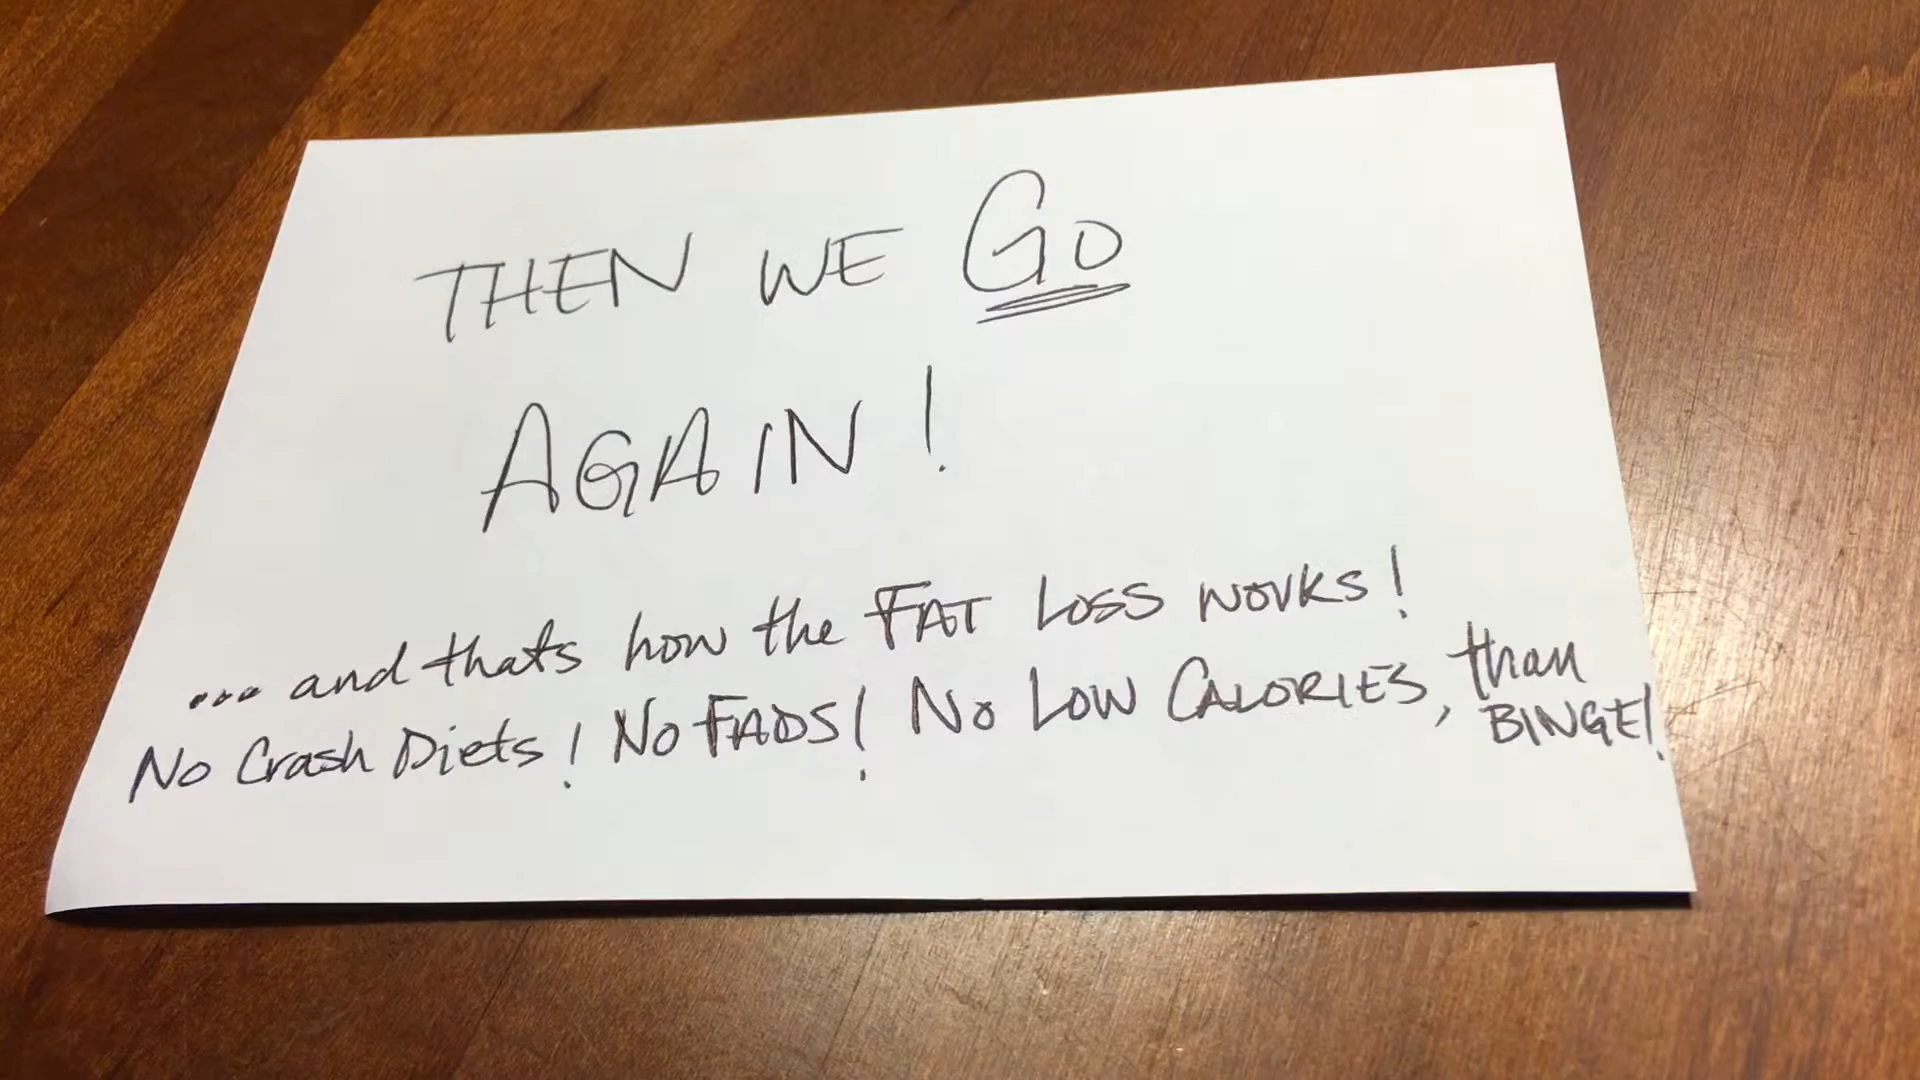 THEN WE GO
AGAIN!
... and thats how the FAT LOSS WORKS!
No Crash Diets! No FADS! No LOW CALORIES, than
BINGE!